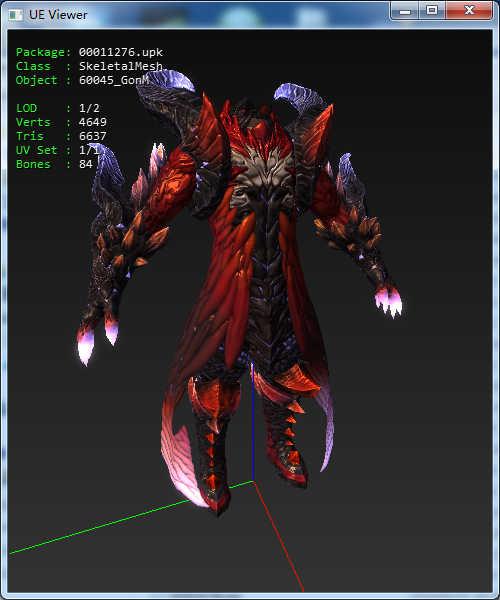 UE Viewer
Package: 00011276.upk
Class : SkeletalMesh
Object : 60045_GonM
LOD : 1/2
Verts : 4649
Tris : 6637
UV Set : 1/1
Bones : 84